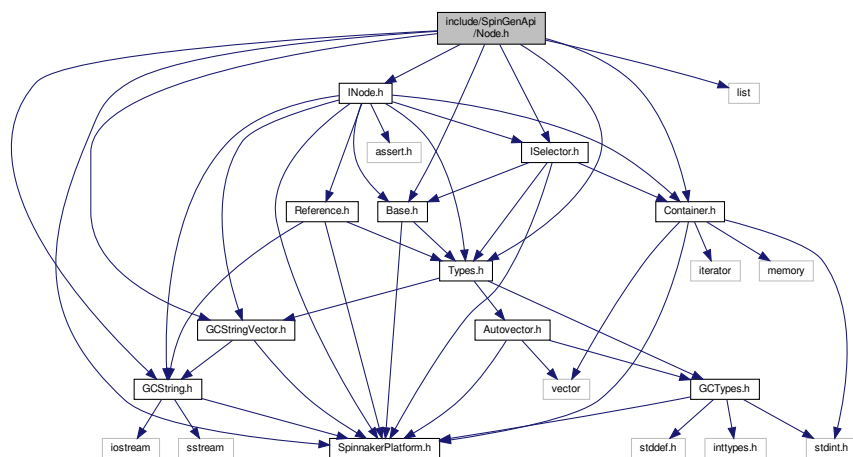 include/SpinGenApi
/Node.h
INode.h
list
assert.h
ISelector.h
Reference.h
Base.h
Container.h
Types.h
iterator
memory
GCStringVector.h
Autovector.h
GCString.h
vector
GCTypes.h
iostream
sstream
SpinnakerPlatform.h
stddef.h
inttypes.h
stdint.h